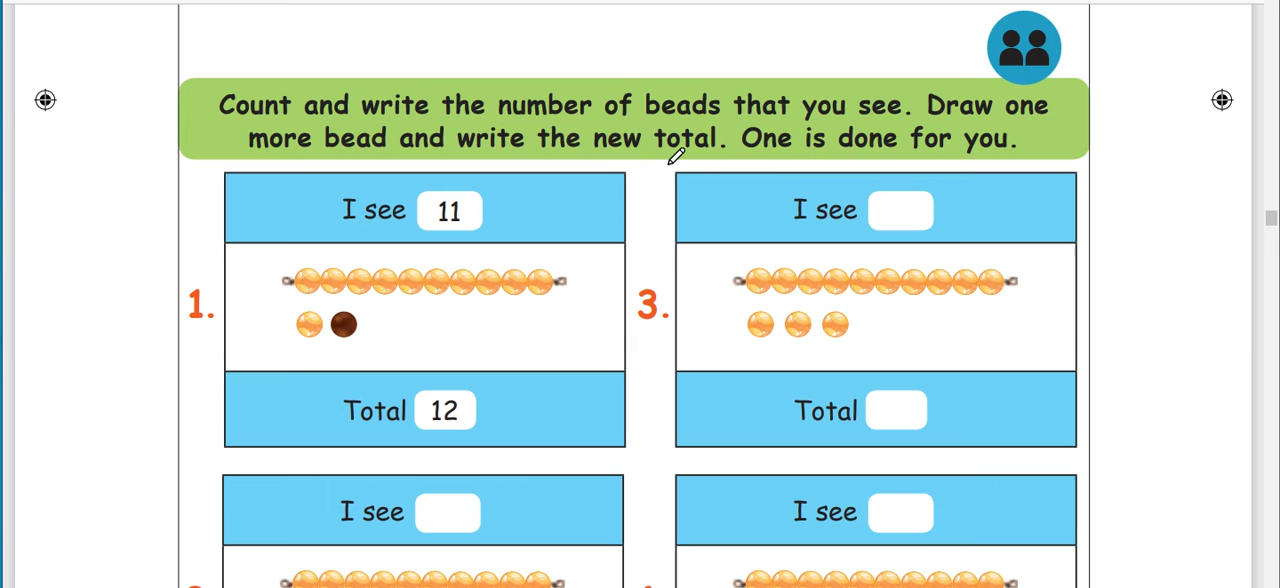 Count and write the number of beads that you see. Draw one
more bead and write the new total. One is done for you.
I see 11
1.
Total 12
I see
3.
Total
I see
I see